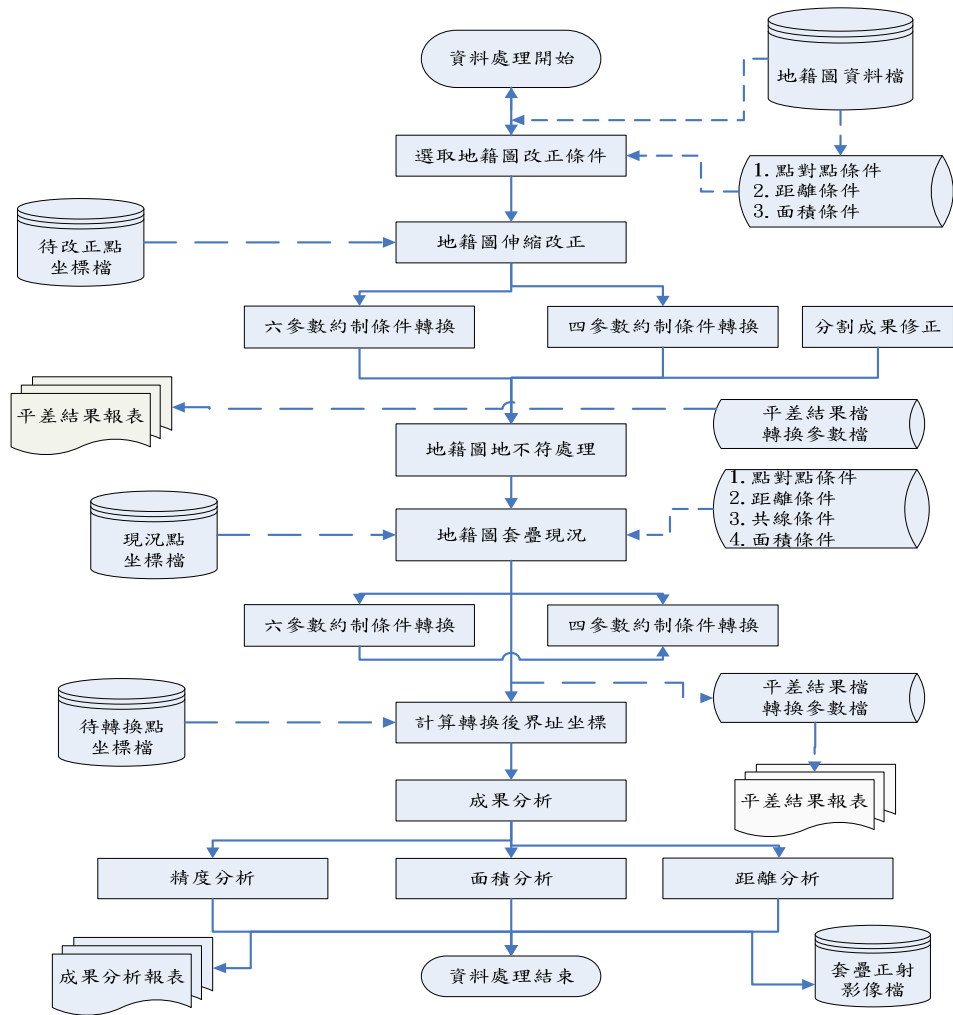 資料處理開始
地籍圖資料檔
選取地籍圖改正條件
1. 點對點條件
2. 距離條件
3. 面積條件
待改正點
坐標檔
地籍圖伸縮改正
六參數約制條件轉換
四參數約制條件轉換
分割成果修正
平差結果報表
平差結果檔
轉換參數檔
地籍圖地不符處理
1. 點對點條件
2. 距離條件
3. 共線條件
4. 面積條件
現況點
坐標檔
地籍圖套疊現況
六參數約制條件轉換
四參數約制條件轉換
待轉換點
坐標檔
計算轉換後界址坐標
平差結果檔
轉換參數檔
成果分析
平差結果報表
精度分析
面積分析
距離分析
成果分析報表
資料處理結束
套疊正射
影像檔